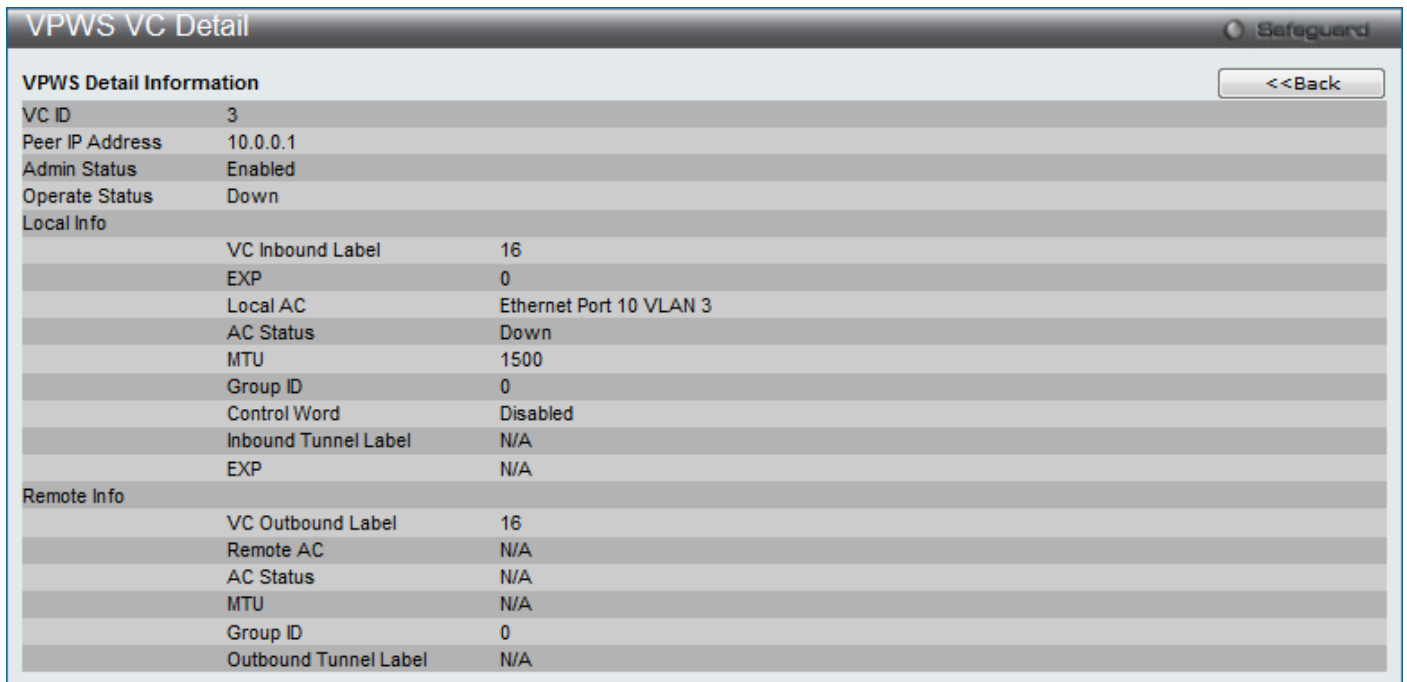 VPWS VC Detail
Safeguard
VPWS Detail Information
<<Back
VC ID 3
Peer IP Address 10.0.0.1
Admin Status Enabled
Operate Status Down
Local Info
VC Inbound Label 16
EXP 0
Local AC Ethernet Port 10 VLAN 3
AC Status Down
MTU 1500
Group ID 0
Control Word Disabled
Inbound Tunnel Label N/A
EXP N/A
Remote Info
VC Outbound Label 16
Remote AC N/A
AC Status N/A
MTU N/A
Group ID 0
Outbound Tunnel Label N/A